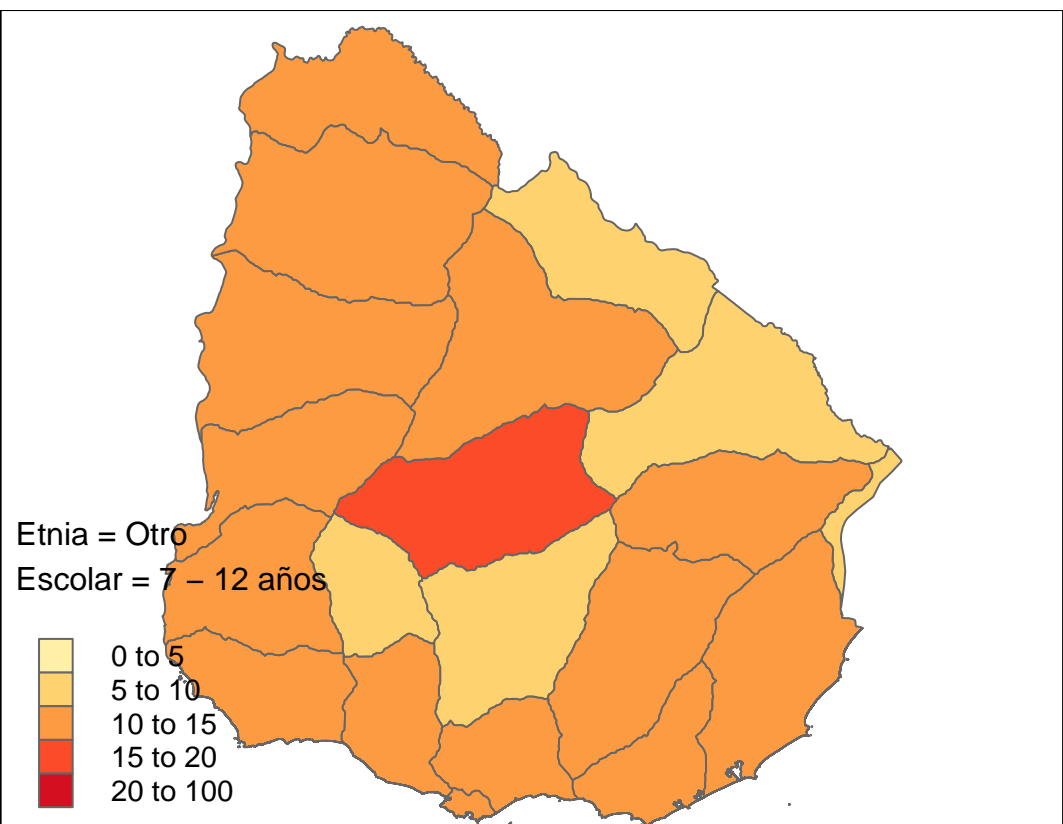 Etnia = Otro
Escolar = 7 – 12 años
0 to 5
5 to 10
10 to 15
15 to 20
20 to 100